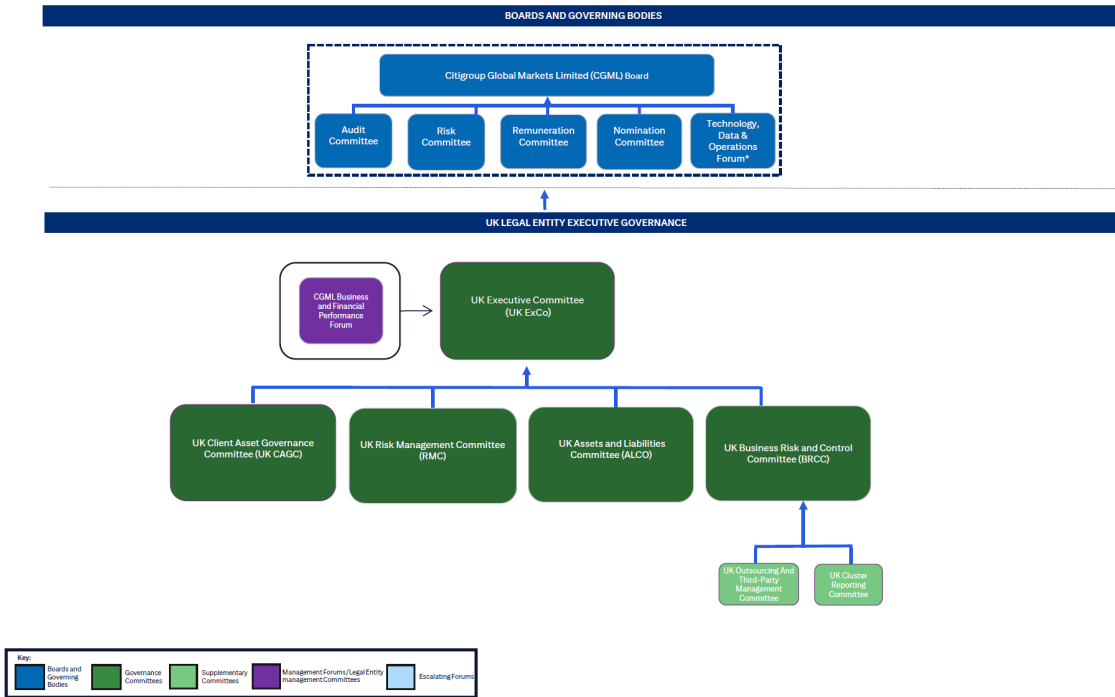 BOARDS AND GOVERNING BODIES
Citigroup Global Markets Limited (CGML) Board
Audit
Committee
Risk
Committee
Remuneration
Committee
Nomination
Committee
Technology,
Data &
Operations
Forum*
UK LEGAL ENTITY EXECUTIVE GOVERNANCE
CGML Business
and Financial
Performance
Forum
UK Executive Committee
(UK ExCo)
UK Client Asset Governance
Committee (UK CAGC)
UK Risk Management Committee
(RMC)
UK Assets and Liabilities
Committee (ALCO)
UK Business Risk and Control
Committee (BRCC)
UK Outsourcing And
Third-Party
Management
Committee
UK Cluster
Reporting
Committee
Key:
Boards and
Governing
Bodies
Governance
Committees
Supplementary
Committees
Management Forums/Legal Entity
management Committees
Escalating Forums